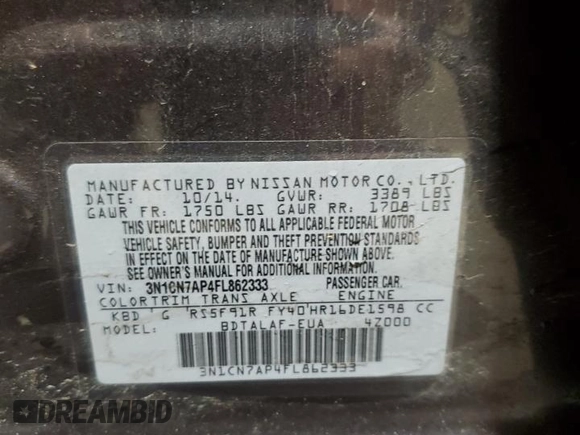 MANUFACTURED BY NISSAN MOTOR CO., LTD.
DATE: 10/14. GVWR: 3389 LBS
GAWR FR: 1750 LBS GAWR RR: 1708 LBS
THIS VEHICLE CONFORMS TO ALL APPLICABLE FEDERAL MOTOR
VEHICLE SAFETY, BUMPER AND THEFT PREVENTION STANDARDS
IN EFFECT ON THE DATE OF MANUFACTURE SHOWN ABOVE.
SEE OWNER'S MANUAL FOR ADDITIONAL INFORMATION
VIN: 3N1CN7AP4FL862333 PASSENGER CAR.
COLOR TRIM TRANS AXLE ENGINE
KBD G RS5F91R FY40 HR16DE 1598 CC
MODEL: BDTALAF-EUA 42000
3N1CN7AP4FL862333
DREAMBID